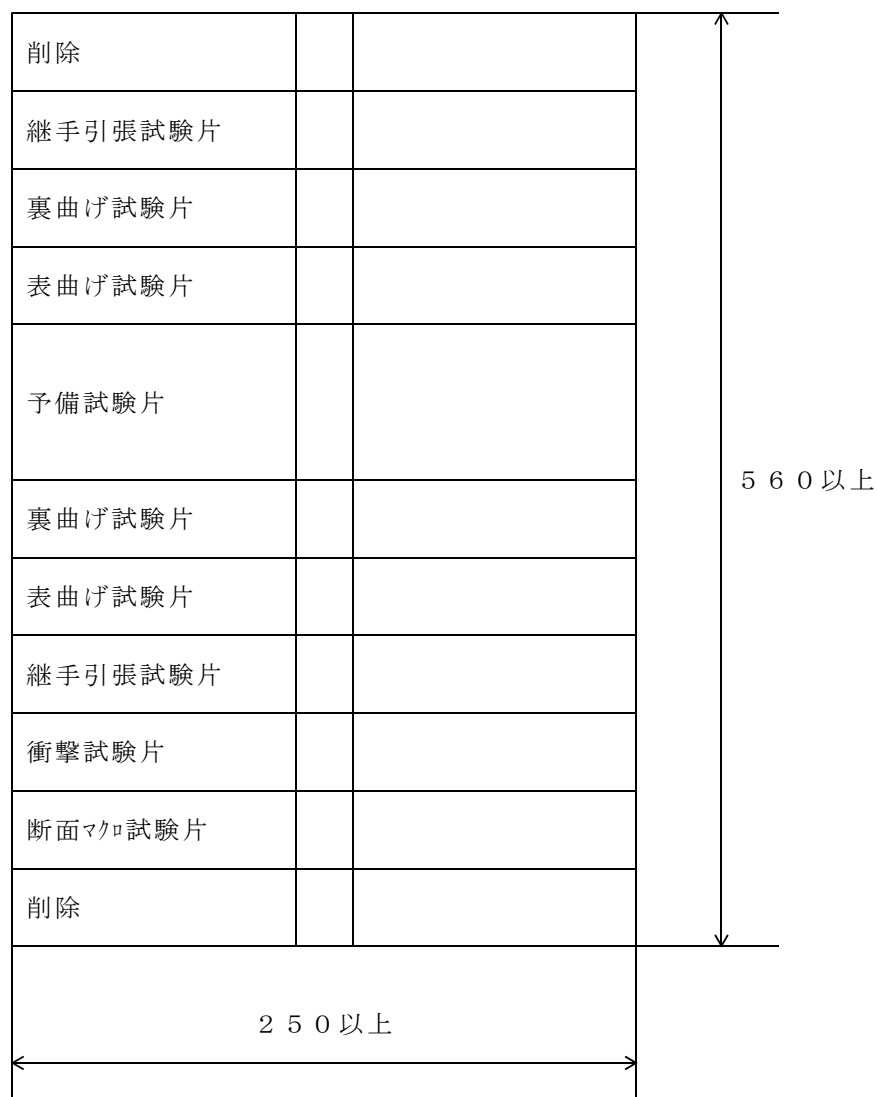 削除
継手引張試験片
裏曲げ試験片
表曲げ試験片
予備試験片
５６０以上
裏曲げ試験片
表曲げ試験片
継手引張試験片
衝撃試験片
断面ﾏｸﾛ試験片
削除
２５０以上